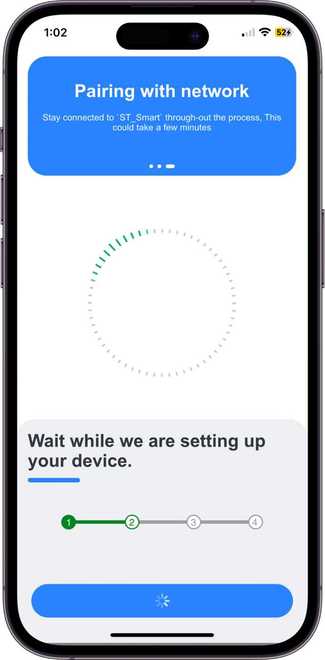 1:02
52
Pairing with network
Stay connected to `ST_Smart` through-out the process, This
could take a few minutes
Wait while we are setting up
your device.
1 2 3 4